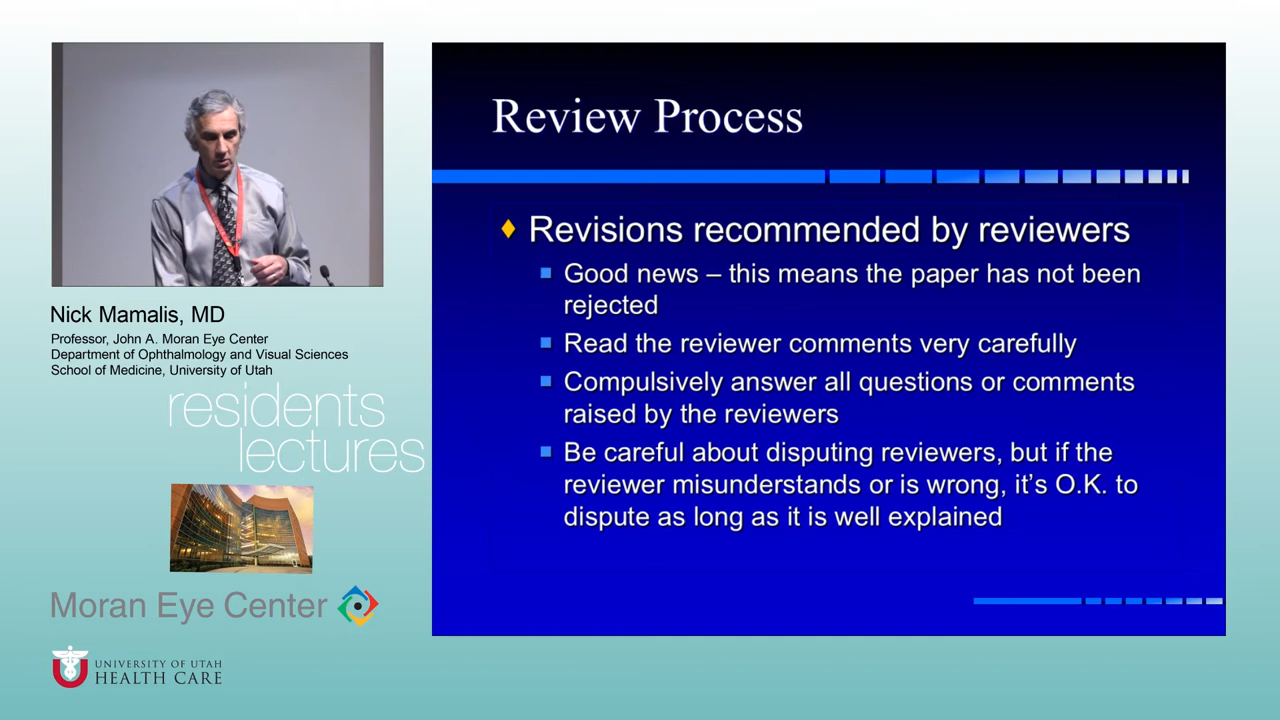 Review Process
Revisions recommended by reviewers
Good news – this means the paper has not been
rejected
Read the reviewer comments very carefully
Compulsively answer all questions or comments
raised by the reviewers
Be careful about disputing reviewers, but if the
reviewer misunderstands or is wrong, it’s O.K. to
dispute as long as it is well explained
Nick Mamalis, MD
Professor, John A. Moran Eye Center
Department of Ophthalmology and Visual Sciences
School of Medicine, University of Utah
residents
lectures
Moran Eye Center
UNIVERSITY OF UTAH
HEALTH CARE